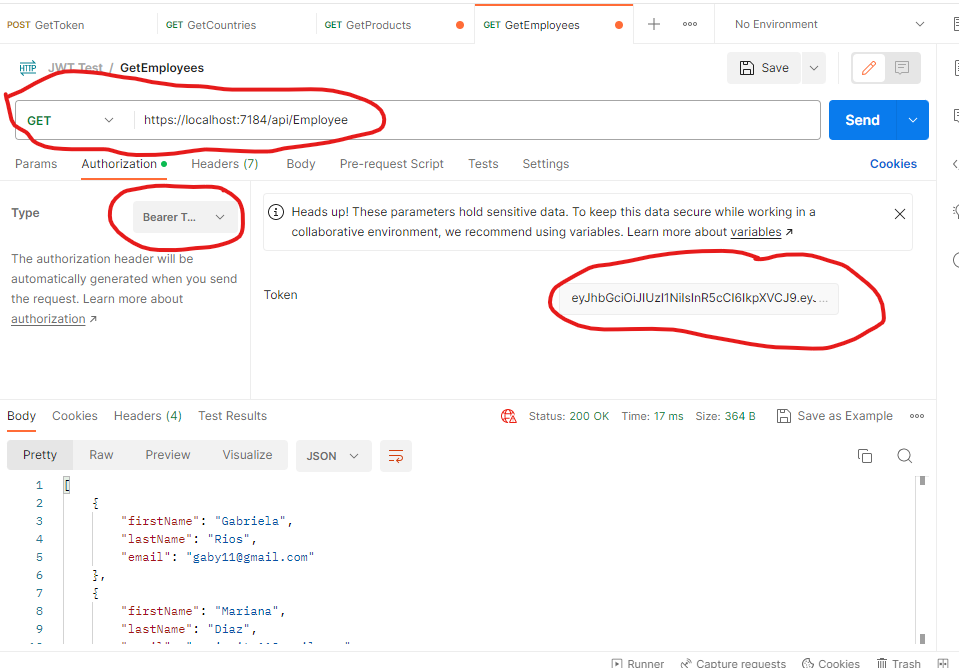 POST GetToken GET GetCountries GET GetProducts GET GetEmployees No Environment
HTTP JWT Test / GetEmployees Save
GET https://localhost:7184/api/Employee Send
Params Authorization Headers (7) Body Pre-request Script Tests Settings Cookies
Type Bearer T...
Heads up! These parameters hold sensitive data. To keep this data secure while working in a
collaborative environment, we recommend using variables. Learn more about variables ↗
The authorization header will be
automatically generated when you send
the request. Learn more about
authorization ↗
Token eyJhbGciOiJIUzI1NiIsInR5cCI6IkpXVCJ9.ey...
Body Cookies Headers (4) Test Results Status: 200 OK Time: 17 ms Size: 364 B Save as Example
Pretty Raw Preview Visualize JSON
1 [
2 {
3 "firstName": "Gabriela",
4 "lastName": "Rios",
5 "email": "gaby11@gmail.com"
6 },
7 {
8 "firstName": "Mariana",
9 "lastName": "Diaz",
Runner Capture requests Cookies Trash